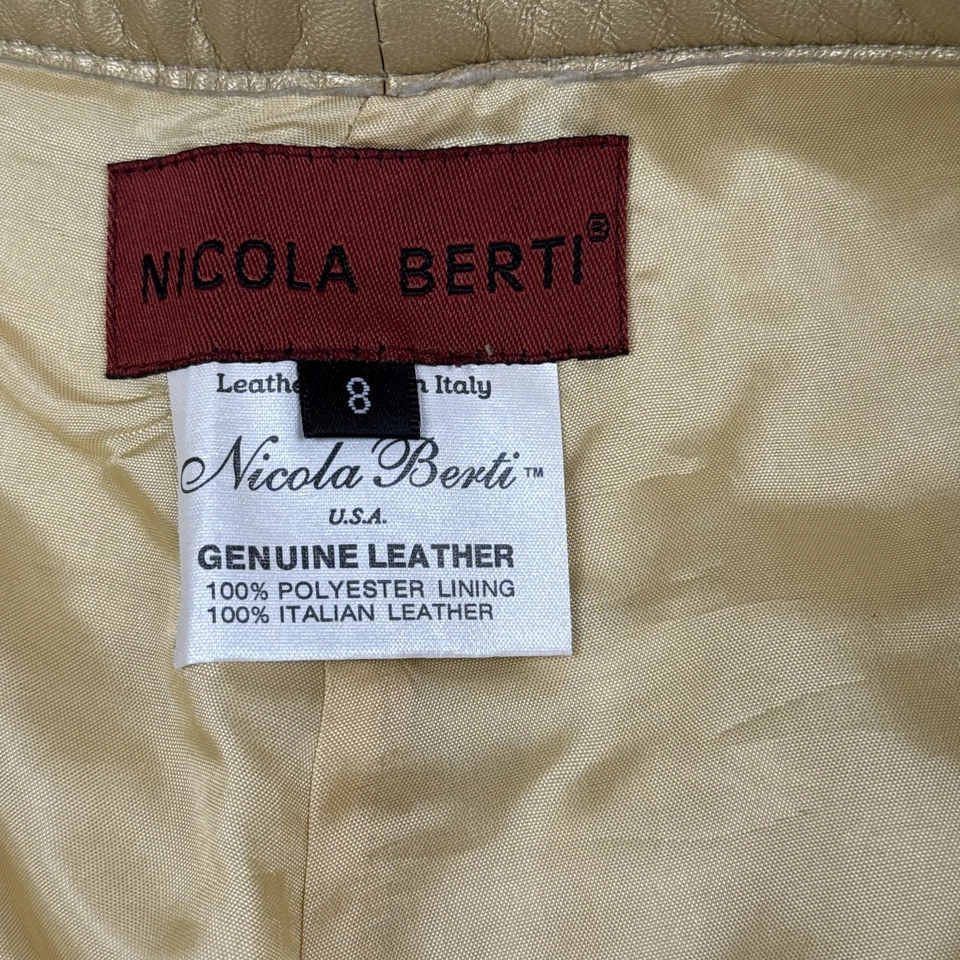 NICOLA BERTI®
Italy
8
Nicola Berti™
U.S.A.
GENUINE LEATHER
100% POLYESTER LINING
100% ITALIAN LEATHER